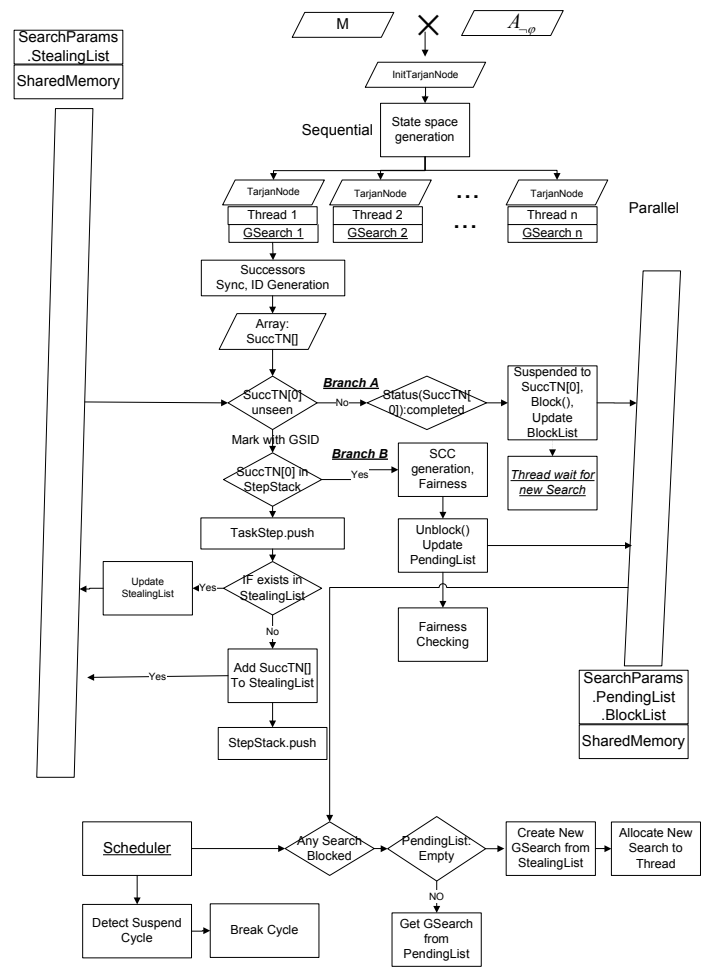 M
A¬φ
SearchParams
.StealingList
SharedMemory
InitTarjanNode
Sequential
State space
generation
TarjanNode
TarjanNode
...
TarjanNode
Thread 1
Thread 2
Thread n
Parallel
GSearch 1
GSearch 2
...
GSearch n
Successors
Sync, ID Generation
Array:
SuccTN[]
SuccTN[0]
unseen
Branch A
No
Status(SuccTN[
0]):completed
Suspended to
SuccTN[0],
Block(),
Update
BlockList
Mark with GSID
SuccTN[0] in
StepStack
Branch B
Yes
SCC
generation,
Fairness
Thread wait for
new Search
TaskStep.push
Unblock()
Update
PendingList
Update
StealingList
Yes
IF exists in
StealingList
No
Fairness
Checking
Yes
Add SuccTN[]
To StealingList
StepStack.push
SearchParams
.PendingList
.BlockList
SharedMemory
Scheduler
Any Search
Blocked
PendingList:
Empty
Create New
GSearch from
StealingList
Allocate New
Search to
Thread
NO
Detect Suspend
Cycle
Break Cycle
Get GSearch
from
PendingList